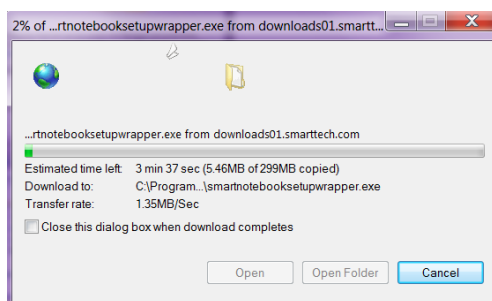 2% of ...rtnotebooksetupwrapper.exe from downloads01.smartt...
...rtnotebooksetupwrapper.exe from downloads01.smarttech.com
Estimated time left: 3 min 37 sec (5.46MB of 299MB copied)
Download to: C:\Program...\smartnotebooksetupwrapper.exe
Transfer rate: 1.35MB/Sec
Close this dialog box when download completes
Open Open Folder Cancel